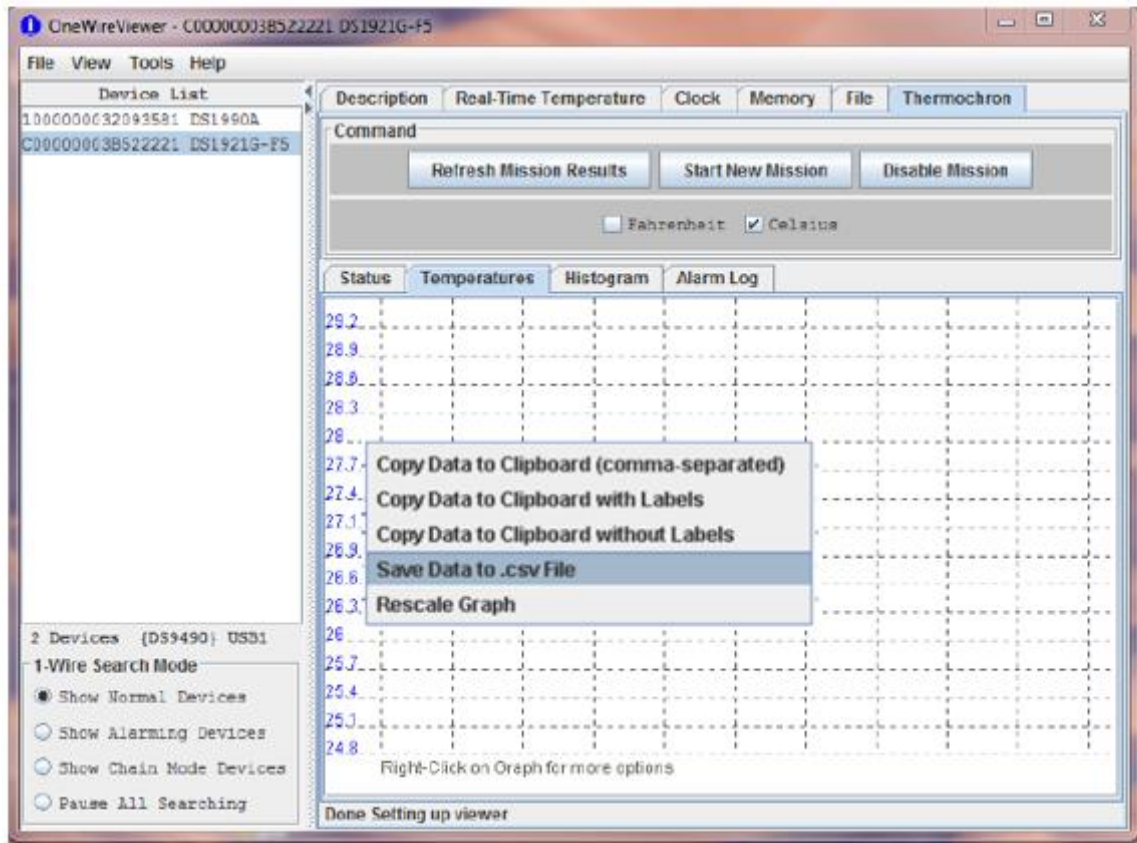 OneWireViewer - C00000003B522221 DS1921G-F5
File View Tools Help
Device List
1000000032093581 DS1990A
C00000003B522221 DS1921G-F5
Description Real-Time Temperature Clock Memory File Thermochron
Command
Refresh Mission Results Start New Mission Disable Mission
Fahrenheit Celsius
Status Temperatures Histogram Alarm Log
29.2
28.9
28.6
28.3
28
27.7
27.4
27.1
26.9
26.6
26.3
26
25.7
25.4
25.1
24.8
Copy Data to Clipboard (comma-separated)
Copy Data to Clipboard with Labels
Copy Data to Clipboard without Labels
Save Data to .csv File
Rescale Graph
Right-Click on Graph for more options
2 Devices {DS9490} USB1
1-Wire Search Mode
Show Normal Devices
Show Alarming Devices
Show Chain Mode Devices
Pause All Searching
Done Setting up viewer